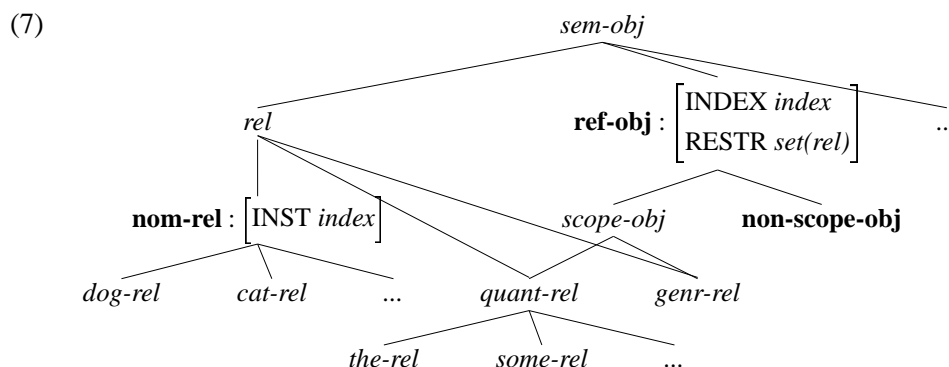 (7) sem-obj
rel ref-obj : [INDEX index ..
RESTR set(rel)]
nom-rel : [INST index] scope-obj non-scope-obj
dog-rel cat-rel ... quant-rel genr-rel
the-rel some-rel ...